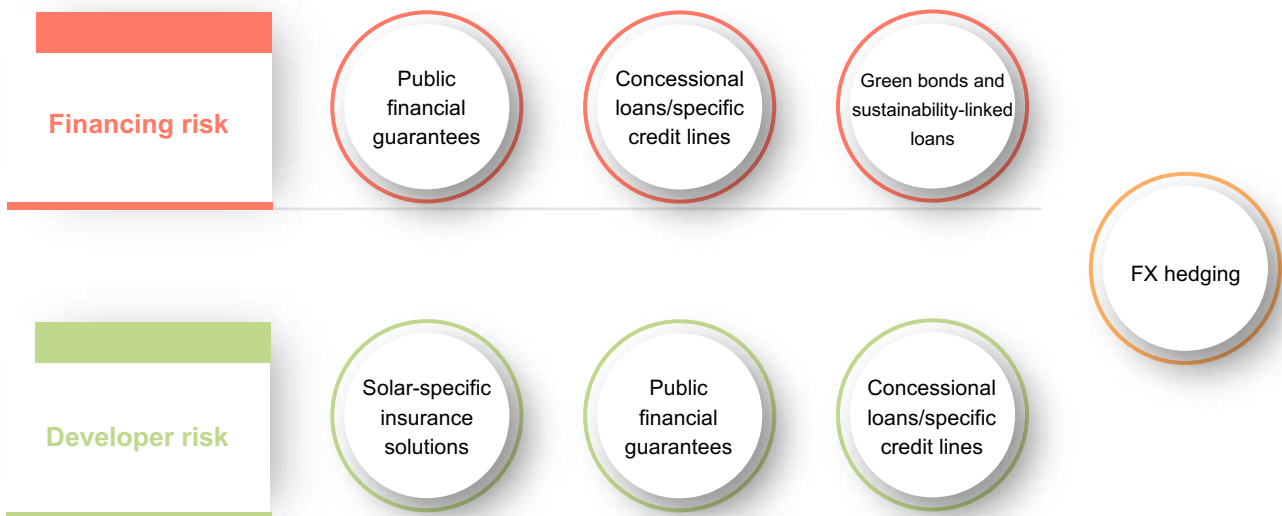 Financing risk
Public
financial
guarantees
Concessional
loans/specific
credit lines
Green bonds and
sustainability-linked
loans
FX hedging
Developer risk
Solar-specific
insurance
solutions
Public
financial
guarantees
Concessional
loans/specific
credit lines